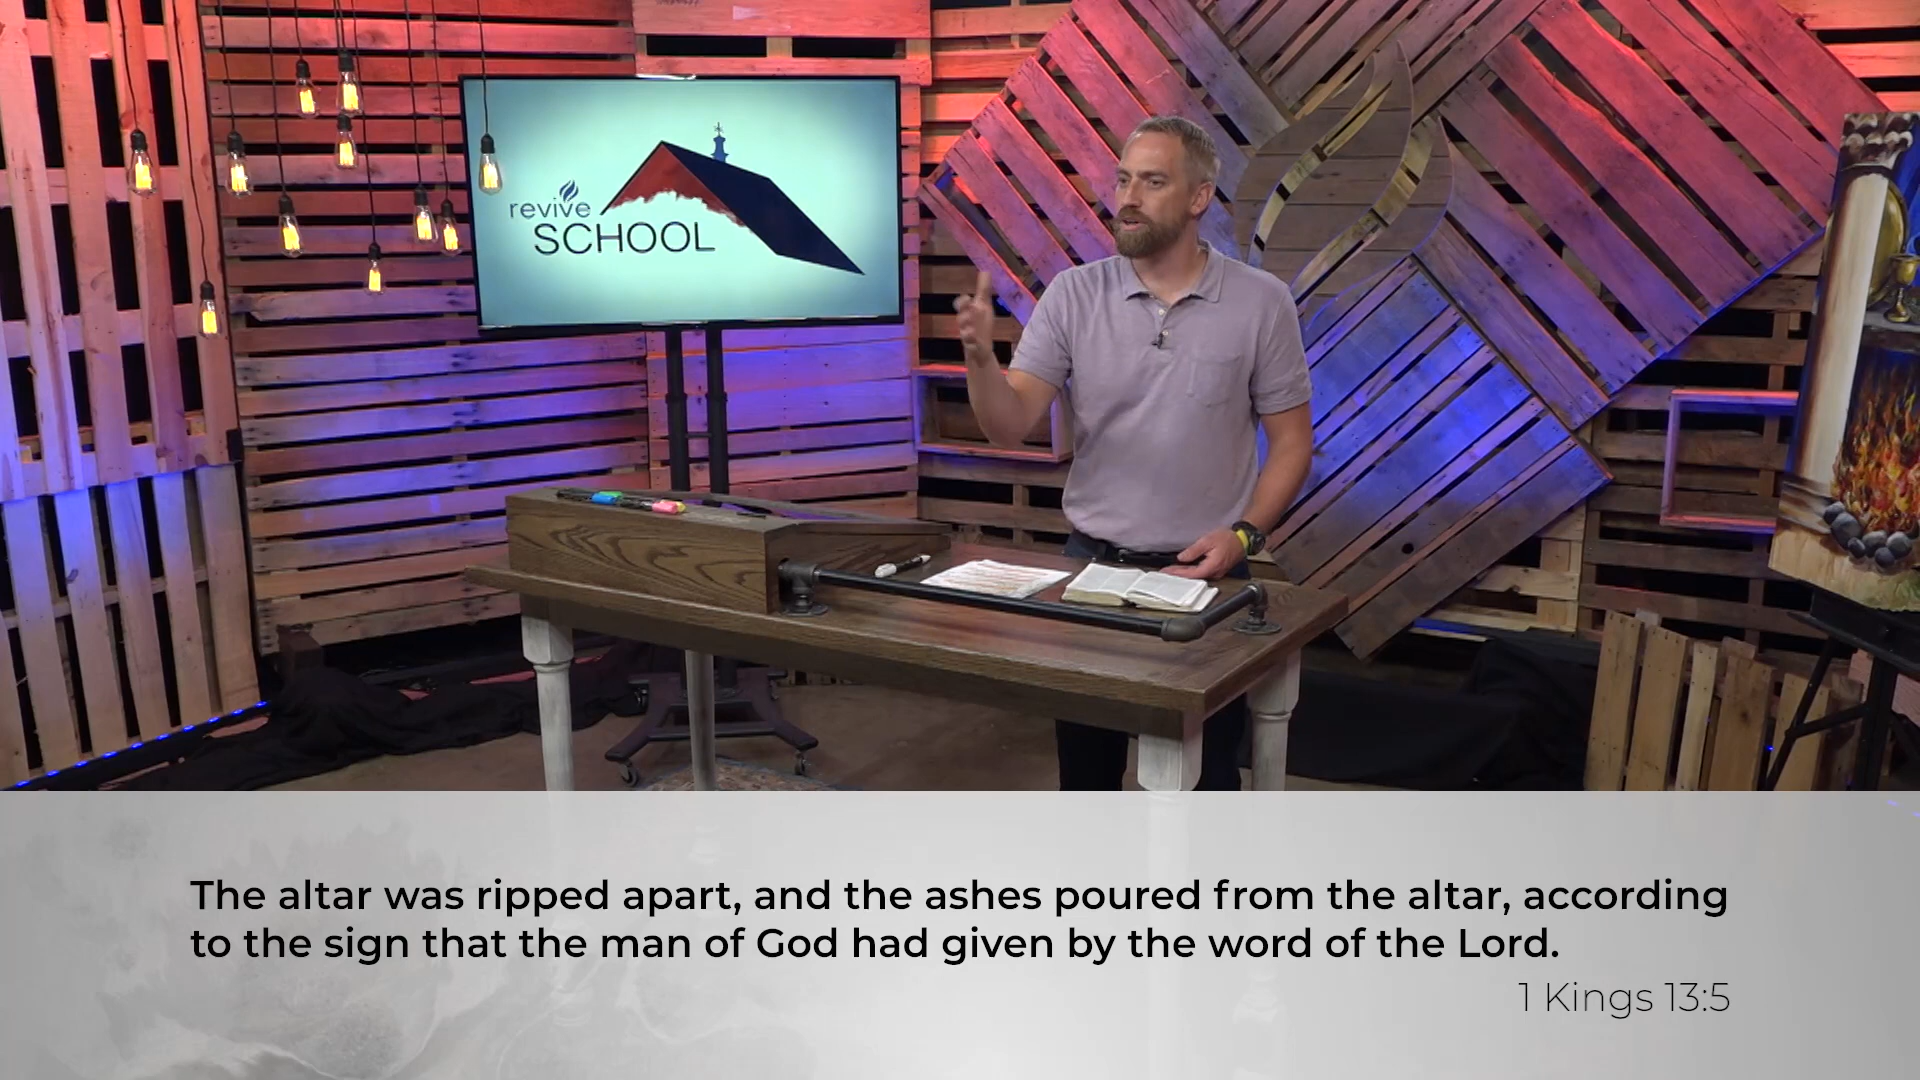 revive
SCHOOL
The altar was ripped apart, and the ashes poured from the altar, according
to the sign that the man of God had given by the word of the Lord.
1 Kings 13:5